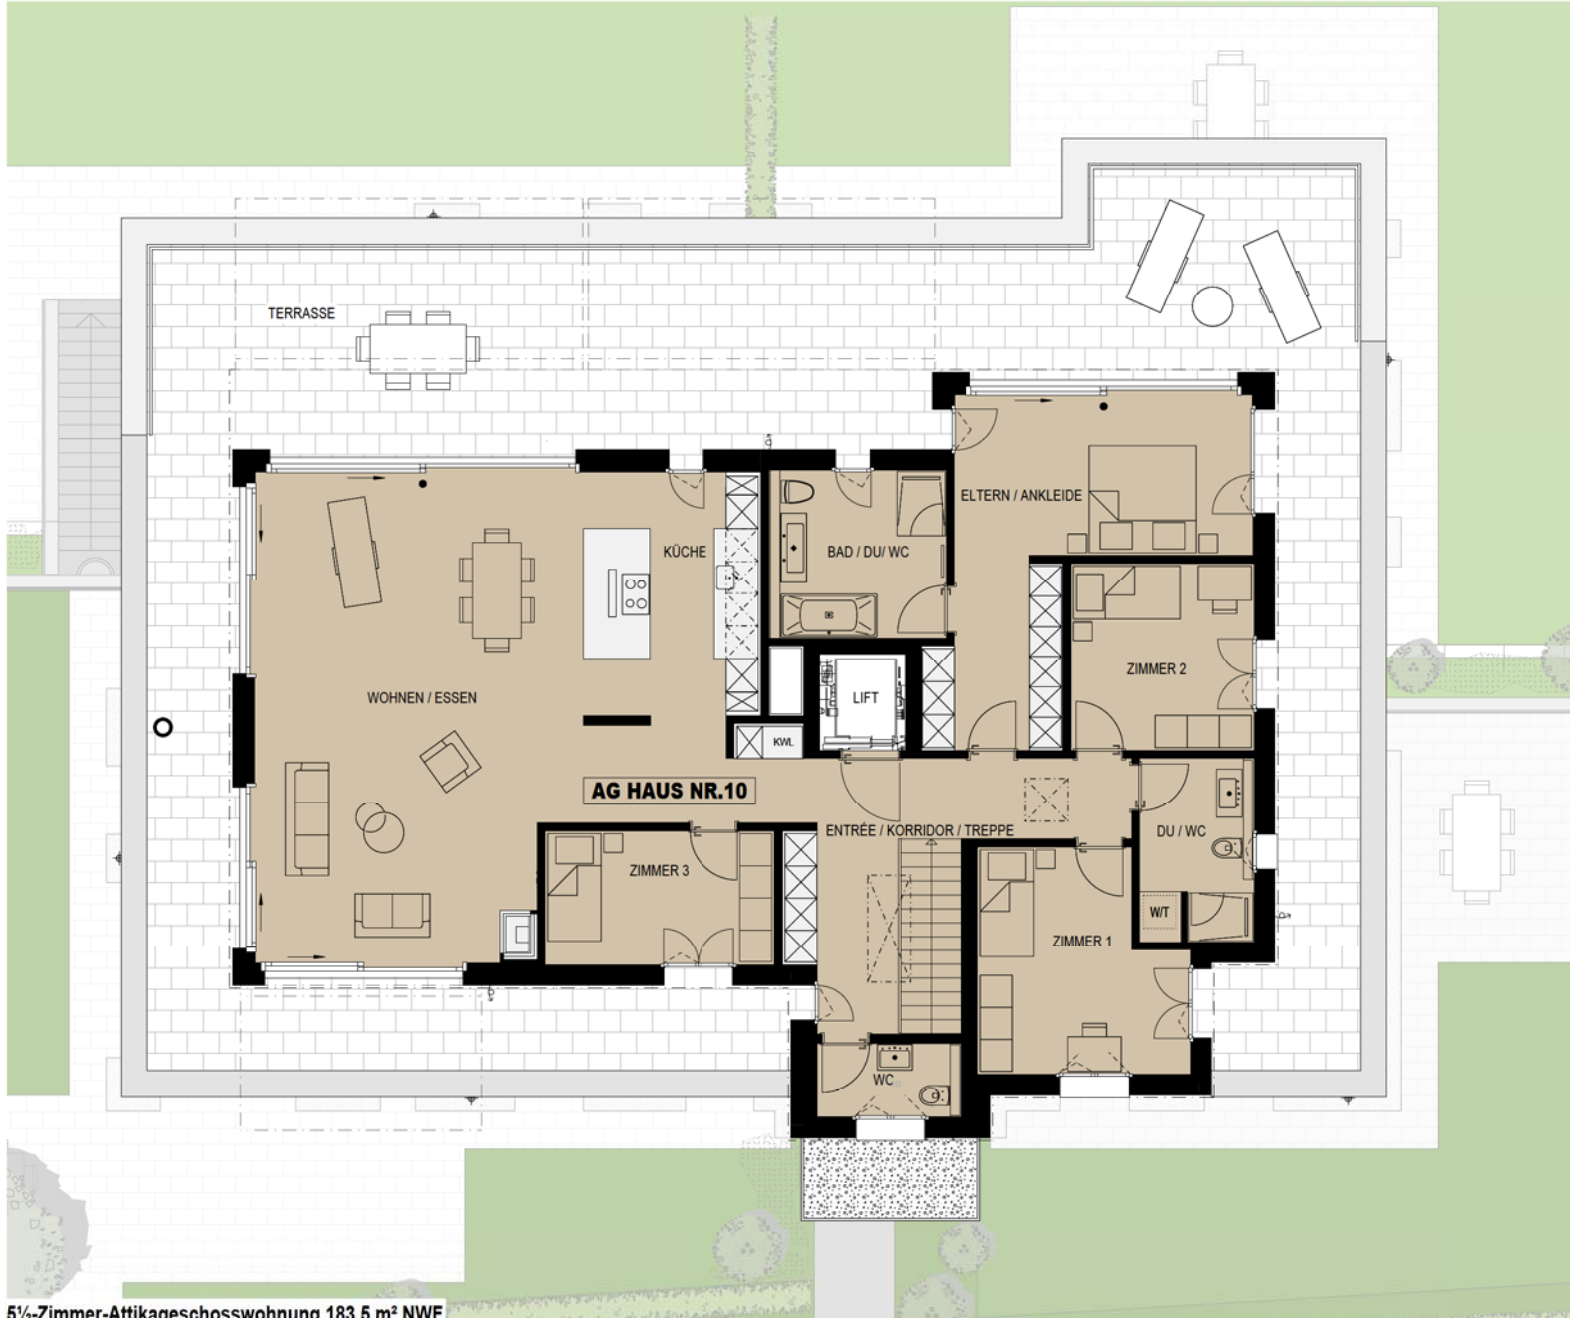 TERRASSE
ELTERN / ANKLEIDE
KÜCHE
BAD / DU/ WC
ZIMMER 2
WOHNEN / ESSEN
LIFT
KWL
AG HAUS NR.10
ENTRÉE / KORRIDOR / TREPPE
DU / WC
ZIMMER 3
W/T
ZIMMER 1
WC
5½-Zimmer-Attikageschosswohnung 183.5 m² NWF